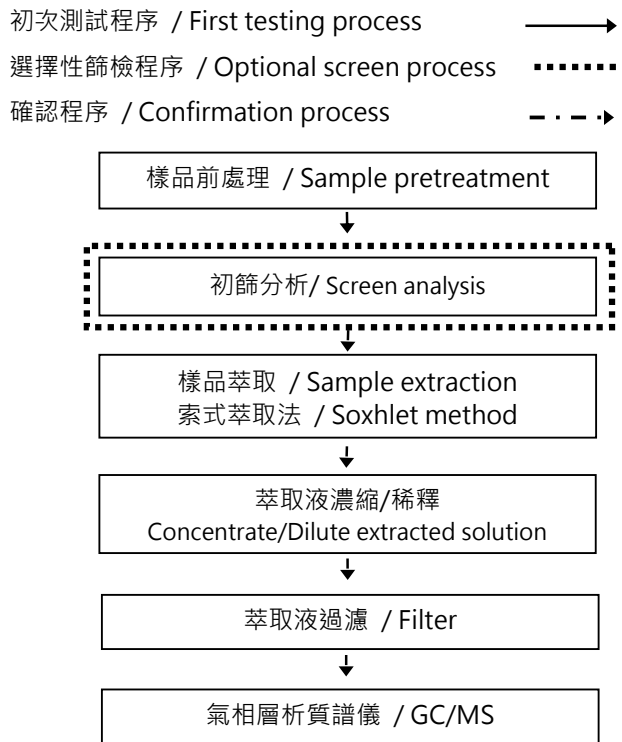 初次測試程序 / First testing process
選擇性篩檢程序 / Optional screen process
確認程序 / Confirmation process
樣品前處理 / Sample pretreatment
初篩分析/ Screen analysis
樣品萃取 / Sample extraction
索式萃取法 / Soxhlet method
萃取液濃縮/稀釋
Concentrate/Dilute extracted solution
萃取液過濾 / Filter
氣相層析質譜儀 / GC/MS